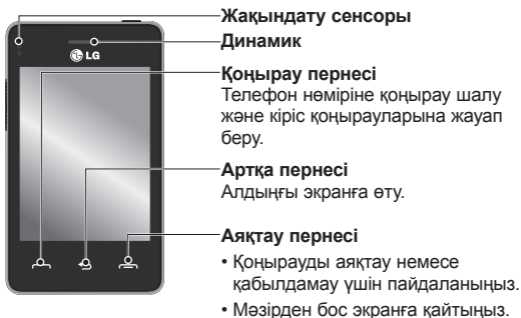 Жақындату сенсоры
Динамик
LG
Қоңырау пернесі
Телефон нөміріне қоңырау шалу
және кіріс қоңырауларына жауап
беру.
Артқа пернесі
Алдыңғы экранға өту.
Аяқтау пернесі
• Қоңырауды аяқтау немесе
қабылдамау үшін пайдаланыңыз.
• Мәзірден бос экранға қайтыңыз.